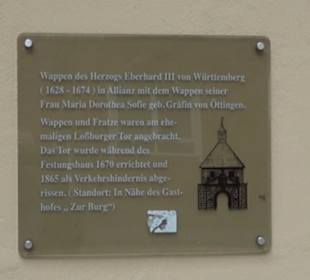 Wappen des Herzogs Eberhard III von Württemberg
( 1628 - 1674 ) in Allianz mit dem Wappen seiner
Frau Maria Dorothea Sofie geb. Gräfin von Öttingen.
Wappen und Fratze waren am ehe-
maligen Loßburger Tor angebracht.
Das Tor wurde während des
Festungsbaus 1670 errichtet und
1865 als Verkehrshindernis abge-
rissen. ( Standort: In Nähe des Gast-
hofes „ Zur Burg“)